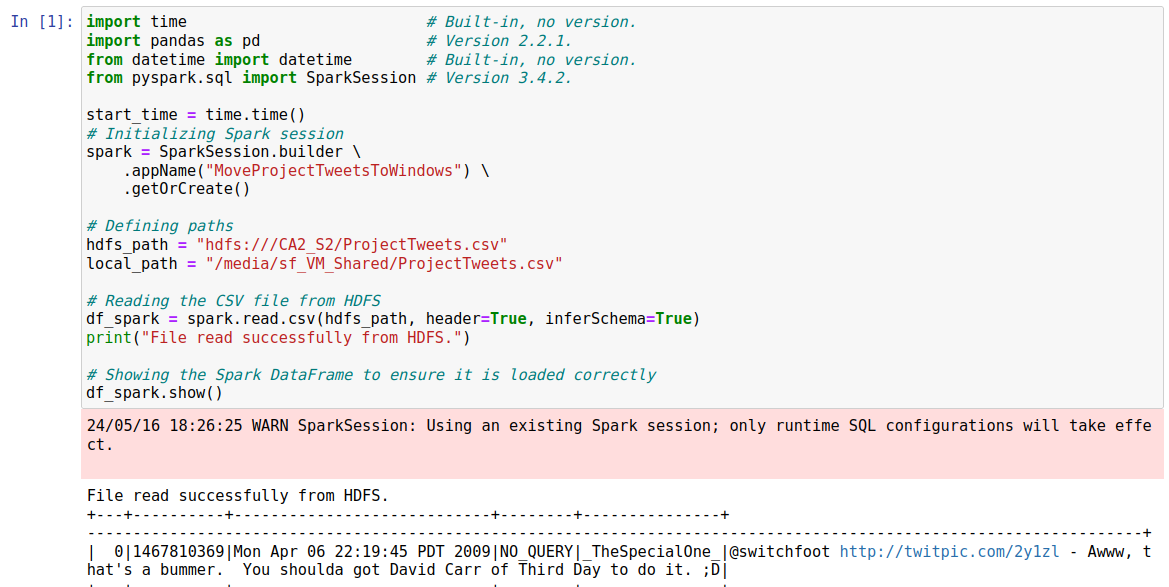 In [1]:
import time                          # Built-in, no version.
import pandas as pd                  # Version 2.2.1.
from datetime import datetime        # Built-in, no version.
from pyspark.sql import SparkSession # Version 3.4.2.
start_time = time.time()
# Initializing Spark session
spark = SparkSession.builder \
    .appName("MoveProjectTweetsToWindows") \
    .getOrCreate()
# Defining paths
hdfs_path = "hdfs:///CA2_S2/ProjectTweets.csv"
local_path = "/media/sf_VM_Shared/ProjectTweets.csv"
# Reading the CSV file from HDFS
df_spark = spark.read.csv(hdfs_path, header=True, inferSchema=True)
print("File read successfully from HDFS.")
# Showing the Spark DataFrame to ensure it is loaded correctly
df_spark.show()
24/05/16 18:26:25 WARN SparkSession: Using an existing Spark session; only runtime SQL configurations will take effe
ct.
File read successfully from HDFS.
+---+----------+----------------------------+--------+---------------+
-------------------------------------------------------------------------------------------------------------------+
|  0|1467810369|Mon Apr 06 22:19:45 PDT 2009|NO_QUERY|_TheSpecialOne_|@switchfoot http://twitpic.com/2y1zl - Awww, t
hat's a bummer.  You shoulda got David Carr of Third Day to do it. ;D|